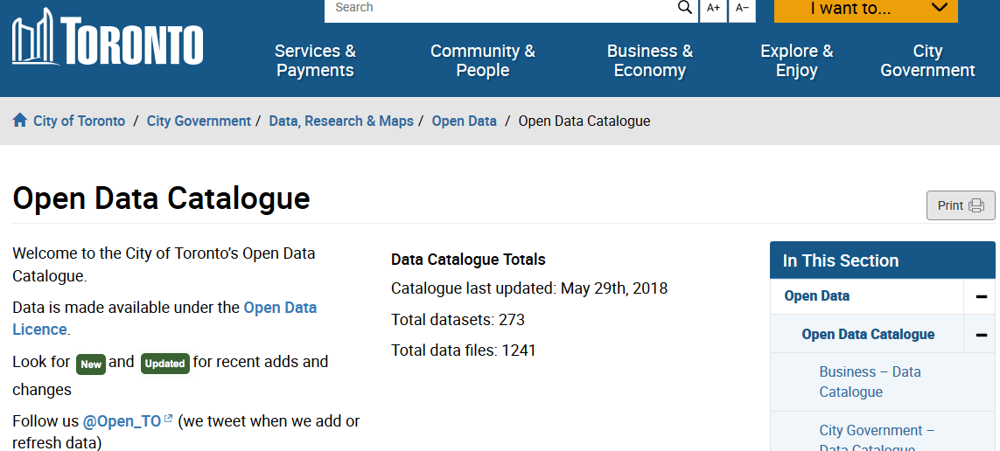 Search
A+
A−
I want to...
TORONTO
Services &
Payments
Community &
People
Business &
Economy
Explore &
Enjoy
City
Government
City of Toronto / City Government / Data, Research & Maps / Open Data / Open Data Catalogue
Open Data Catalogue
Print
Welcome to the City of Toronto’s Open Data
Catalogue.
Data is made available under the Open Data
Licence.
Look for New and Updated for recent adds and
changes
Follow us @Open_TO (we tweet when we add or
refresh data)
Data Catalogue Totals
Catalogue last updated: May 29th, 2018
Total datasets: 273
Total data files: 1241
In This Section
Open Data
Open Data Catalogue
Business – Data
Catalogue
City Government –
Data Catalogue